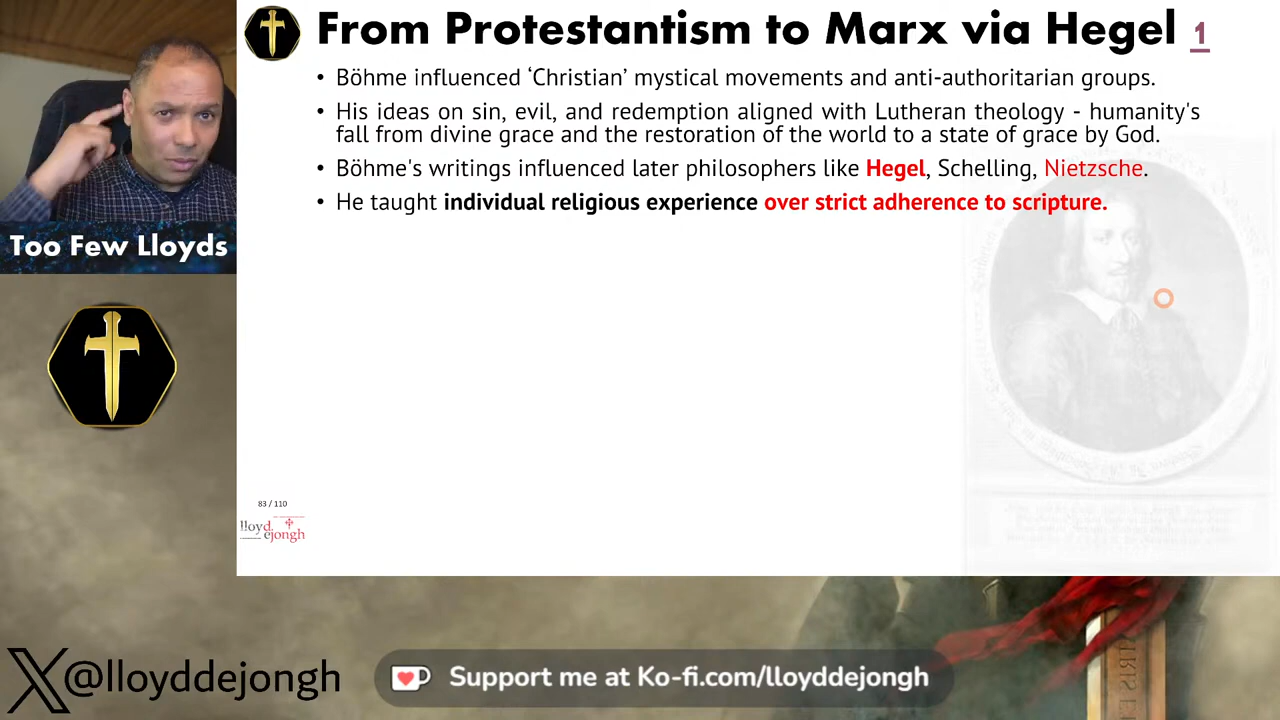 From Protestantism to Marx via Hegel 1
• Böhme influenced ‘Christian’ mystical movements and anti-authoritarian groups.
• His ideas on sin, evil, and redemption aligned with Lutheran theology - humanity's
fall from divine grace and the restoration of the world to a state of grace by God.
• Böhme's writings influenced later philosophers like Hegel, Schelling, Nietzsche.
• He taught individual religious experience over strict adherence to scripture.
Too Few Lloyds
83 / 110
lloyd
ejongh
X@lloyddejongh
Support me at Ko-fi.com/lloyddejongh